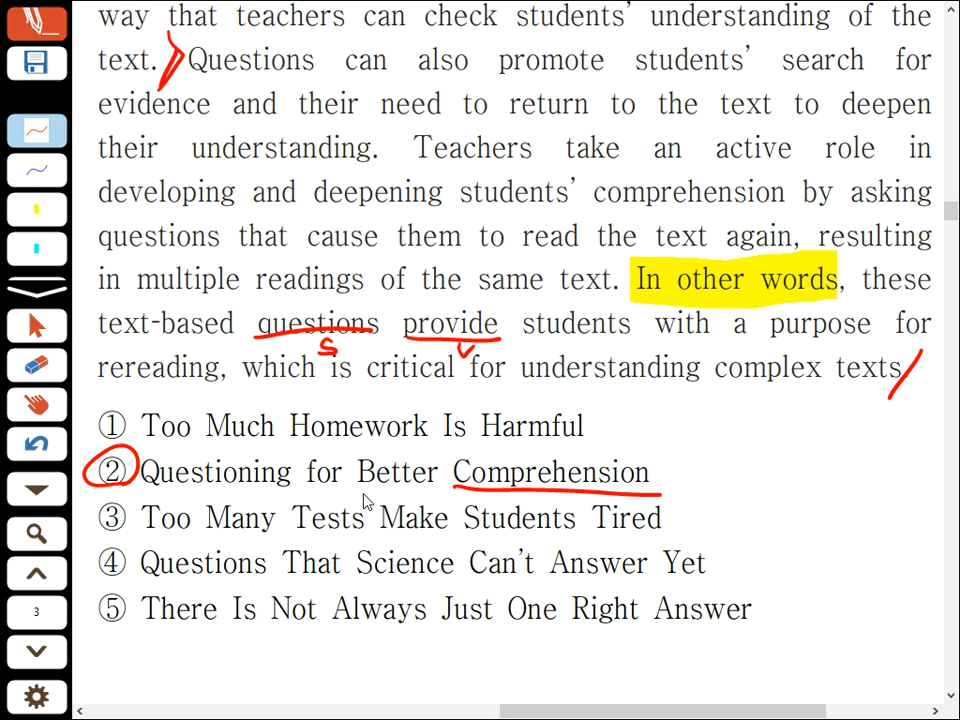 way that teachers can check students' understanding of the
text. Questions can also promote students' search for
evidence and their need to return to the text to deepen
their understanding. Teachers take an active role in
developing and deepening students' comprehension by asking
questions that cause them to read the text again, resulting
in multiple readings of the same text. In other words, these
text-based questions provide students with a purpose for
S V
rereading, which is critical for understanding complex texts.
① Too Much Homework Is Harmful
② Questioning for Better Comprehension
③ Too Many Tests Make Students Tired
④ Questions That Science Can't Answer Yet
⑤ There Is Not Always Just One Right Answer
3